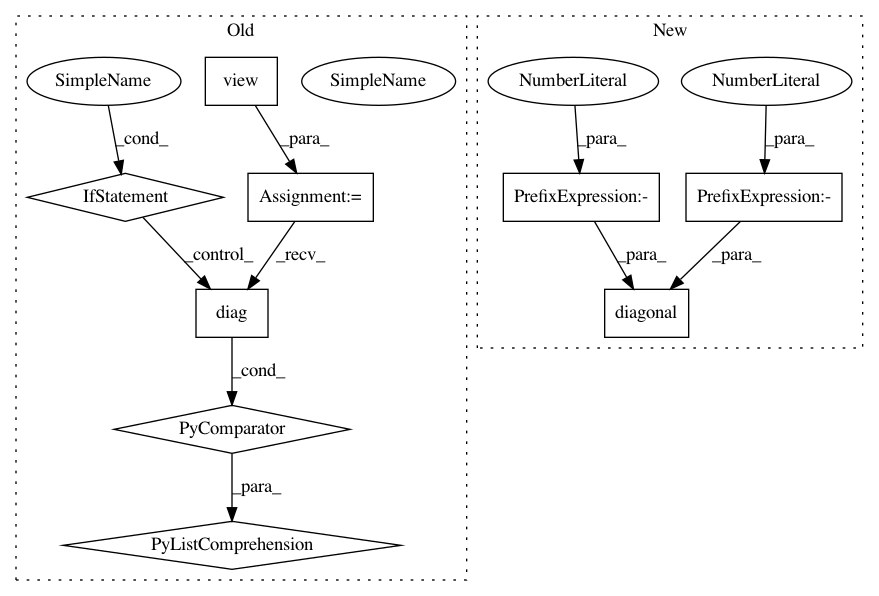 Old
New
SimpleName
view
SimpleName
NumberLiteral
NumberLiteral
_cond_
_para_
_para_
_para_
IfStatement
Assignment:=
PrefixExpression:-
PrefixExpression:-
_control_
_recv_
_para_
_para_
diag
diagonal
_cond_
PyComparator
_para_
PyListComprehension